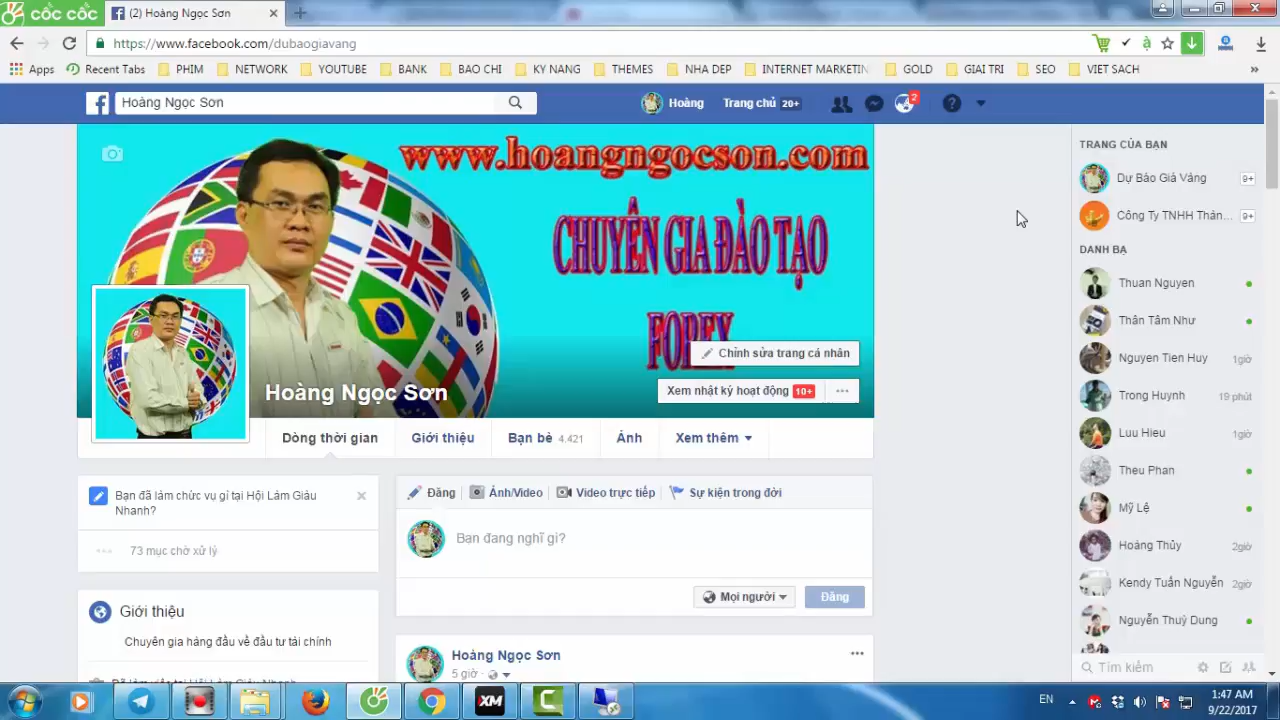 cốc cốc
(2) Hoàng Ngọc Sơn
https://www.facebook.com/dubaogiavang
Apps Recent Tabs PHIM NETWORK YOUTUBE BANK BAO CHI KY NANG THEMES NHA DEP INTERNET MARKETIN GOLD GIAI TRI SEO VIET SACH
Hoàng Ngọc Sơn
Hoàng Trang chủ 20+ 2
www.hoangngocson.com
CHUYÊN GIA ĐÀO TẠO
FOREX
Chỉnh sửa trang cá nhân
Hoàng Ngọc Sơn
Xem nhật ký hoạt động 10+
Dòng thời gian Giới thiệu Bạn bè 4.421 Ảnh Xem thêm
Bạn đã làm chức vụ gì tại Hội Làm Giàu
Nhanh?
73 mục chờ xử lý
Giới thiệu
Chuyên gia hàng đầu về đầu tư tài chính
Đăng Ảnh/Video Video trực tiếp Sự kiện trong đời
Bạn đang nghĩ gì?
Mọi người Đăng
Hoàng Ngọc Sơn
5 giờ
TRANG CỦA BẠN
Dự Báo Giá Vàng 9+
Công Ty TNHH Thàn... 9+
DANH BẠ
Thuan Nguyen
Thân Tâm Như
Nguyen Tien Huy 1giờ
Trong Huynh 19 phút
Luu Hieu 1giờ
Theu Phan
Mỹ Lệ
Hoàng Thủy 2giờ
Kendy Tuấn Nguyễn 2giờ
Nguyễn Thuỳ Dung
Tìm kiếm
XM
EN
1:47 AM
9/22/2017